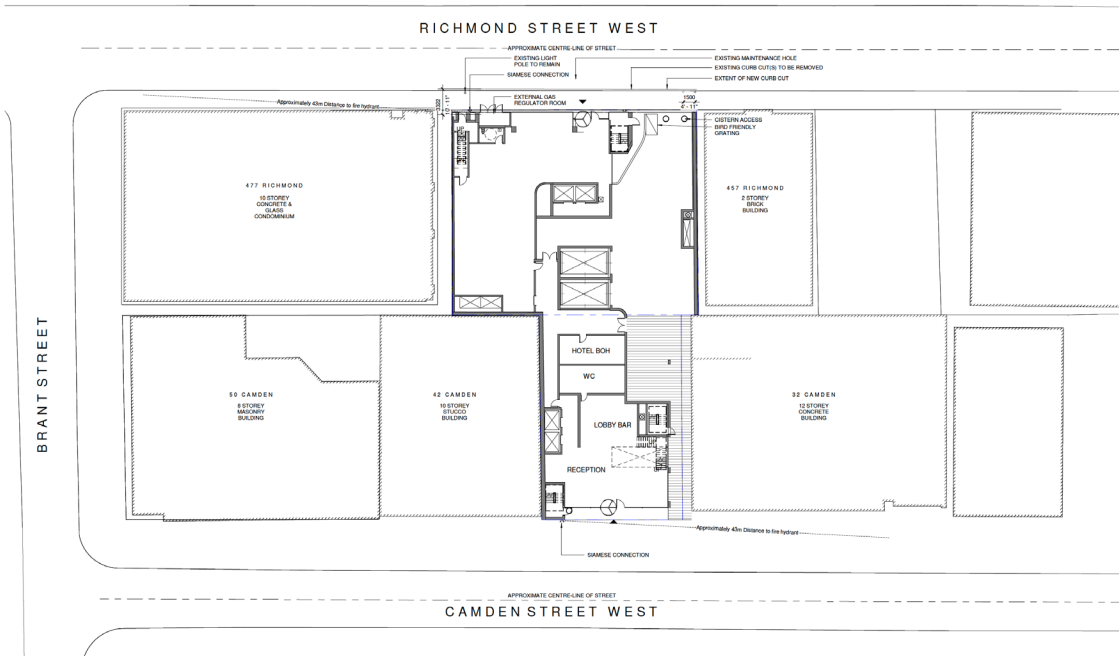 RICHMOND STREET WEST
APPROXIMATE CENTRE-LINE OF STREET
EXISTING LIGHT
POLE TO REMAIN
EXISTING MAINTENANCE HOLE
EXISTING CURB CUT(S) TO BE REMOVED
SIAMESE CONNECTION
EXTENT OF NEW CURB CUT
EXTERNAL GAS
REGULATOR ROOM
Approximately 43m Distance to fire hydrant
3322
10'-11"
1500
4'-11"
CISTERN ACCESS
BIRD FRIENDLY
GRATING
477 RICHMOND
10 STOREY
CONCRETE &
GLASS
CONDOMINIUM
457 RICHMOND
2 STOREY
BRICK
BUILDING
BRANT STREET
HOTEL BOH
WC
50 CAMDEN
8 STOREY
MASONRY
BUILDING
42 CAMDEN
10 STOREY
STUCCO
BUILDING
32 CAMDEN
12 STOREY
CONCRETE
BUILDING
LOBBY BAR
RECEPTION
Approximately 43m Distance to fire hydrant
SIAMESE CONNECTION
APPROXIMATE CENTRE-LINE OF STREET
CAMDEN STREET WEST